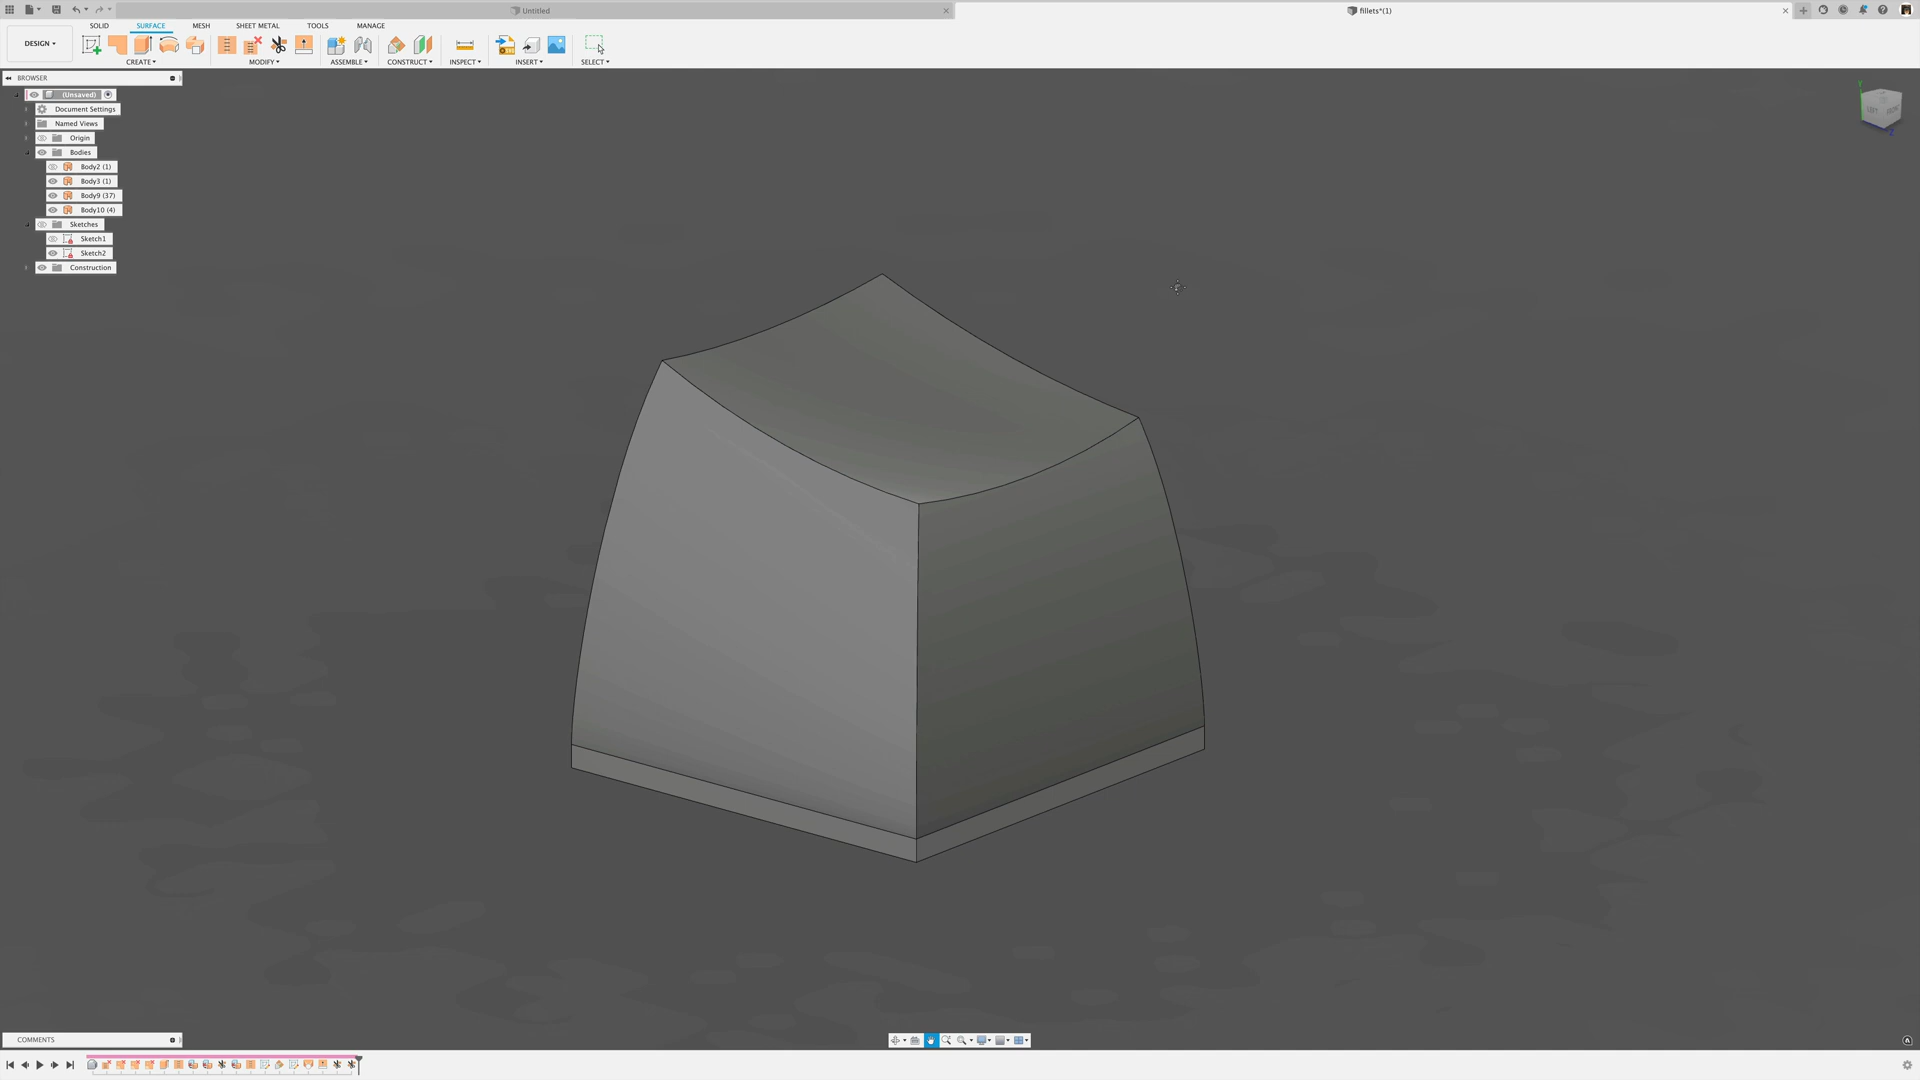 Untitled
fillets*(1)
SOLID
SURFACE
MESH
SHEET METAL
TOOLS
MANAGE
DESIGN
CREATE
MODIFY
ASSEMBLE
CONSTRUCT
INSPECT
INSERT
SELECT
BROWSER
(Unsaved)
Document Settings
Named Views
Origin
Bodies
Body2 (1)
Body3 (1)
Body9 (37)
Body10 (4)
Sketches
Sketch1
Sketch2
Construction
Y
LEFT
FRONT
Z
COMMENTS